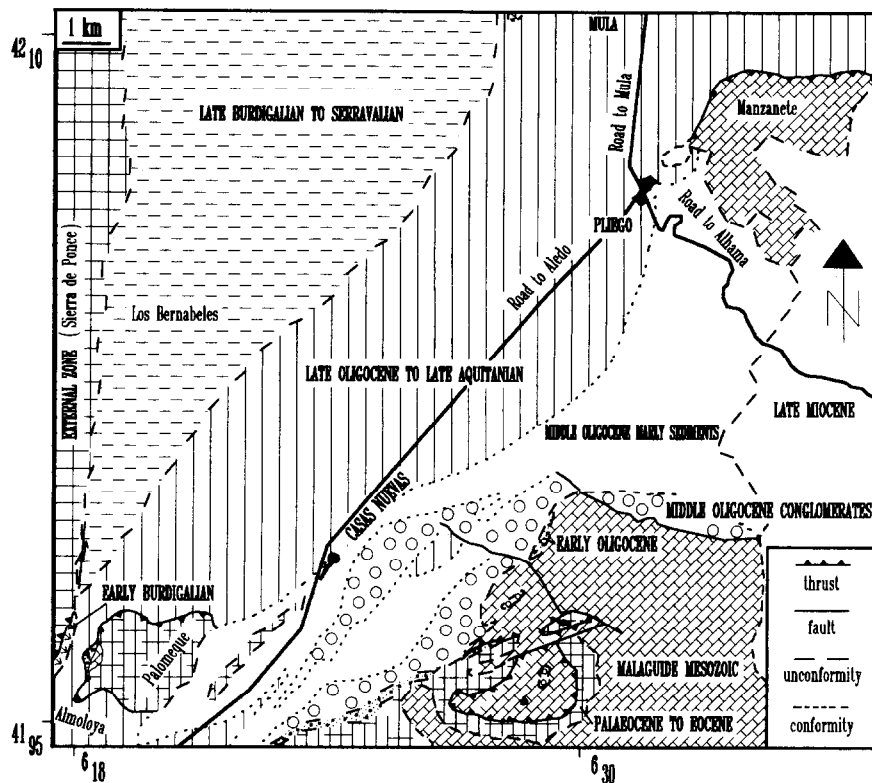 1 km
42
10
MULA
Road to Mula
Manzanete
LATE BURDIGALIAN TO SERRAVALIAN
PLIEGO
Road to Alhama
EXTERNAL ZONE ( Sierra de Ponce )
Los Bernabeles
Road to Aledo
N
LATE OLIGOCENE TO LATE AQUITANIAN
LATE MIOCENE
MIDDLE OLIGOCENE MARLY SEDIMENTS
CASAS NUEVAS
MIDDLE OLIGOCENE CONGLOMERATES
EARLY OLIGOCENE
EARLY BURDIGALIAN
thrust
Palomeque
fault
MALAGUIDE MESOZOIC
unconformity
Almoloya
PALAEOCENE TO EOCENE
conformity
41
95
6
18
6
30